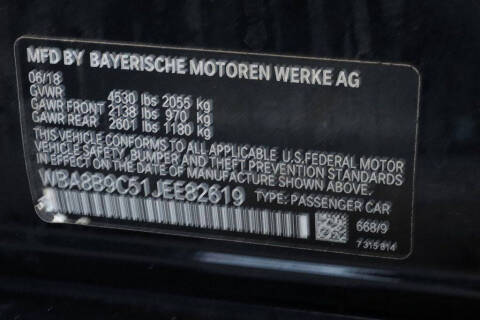 MFD BY BAYERISCHE MOTOREN WERKE AG
06/18
GVWR 4530 lbs 2055 kg
GAWR FRONT 2138 lbs 970 kg
GAWR REAR 2601 lbs 1180 kg
THIS VEHICLE CONFORMS TO ALL APPLICABLE U.S. FEDERAL MOTOR
VEHICLE SAFETY, BUMPER AND THEFT PREVENTION STANDARDS
IN EFFECT ON THE DATE OF MANUFACTURE SHOWN ABOVE.
WBA8B9C51JEE82619
TYPE: PASSENGER CAR
668/9
7 315 814